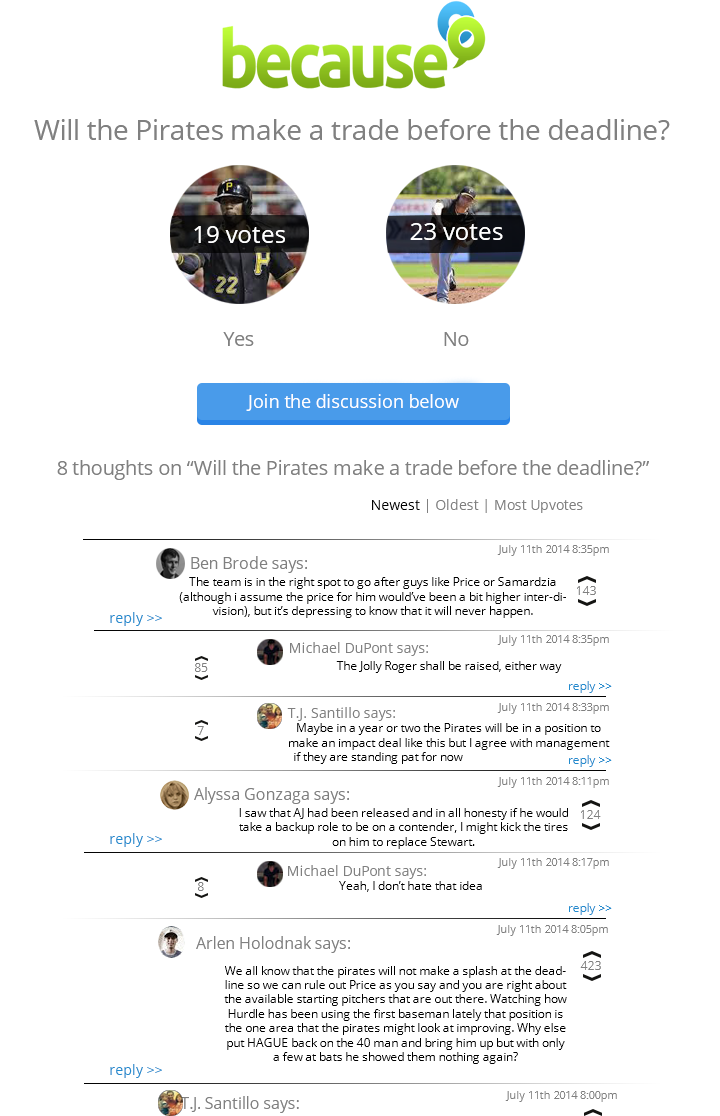 because
Will the Pirates make a trade before the deadline?
P
19 votes
P
22
23 votes
Yes
No
Join the discussion below
8 thoughts on “Will the Pirates make a trade before the deadline?”
Newest | Oldest | Most Upvotes
July 11th 2014 8:35pm
Ben Brode says:
The team is in the right spot to go after guys like Price or Samardzia
(although i assume the price for him would’ve been a bit higher inter-di-
vision), but it’s depressing to know that it will never happen.
143
reply >>
July 11th 2014 8:35pm
Michael DuPont says:
The Jolly Roger shall be raised, either way
85
reply >>
July 11th 2014 8:33pm
T.J. Santillo says:
Maybe in a year or two the Pirates will be in a position to
make an impact deal like this but I agree with management
if they are standing pat for now
7
reply >>
July 11th 2014 8:11pm
Alyssa Gonzaga says:
I saw that AJ had been released and in all honesty if he would
take a backup role to be on a contender, I might kick the tires
on him to replace Stewart.
124
reply >>
July 11th 2014 8:17pm
Michael DuPont says:
Yeah, I don’t hate that idea
8
reply >>
July 11th 2014 8:05pm
Arlen Holodnak says:
We all know that the pirates will not make a splash at the dead-
line so we can rule out Price as you say and you are right about
the available starting pitchers that are out there. Watching how
Hurdle has been using the first baseman lately that position is
the one area that the pirates might look at improving. Why else
put HAGUE back on the 40 man and bring him up but with only
a few at bats he showed them nothing again?
423
reply >>
July 11th 2014 8:00pm
T.J. Santillo says: